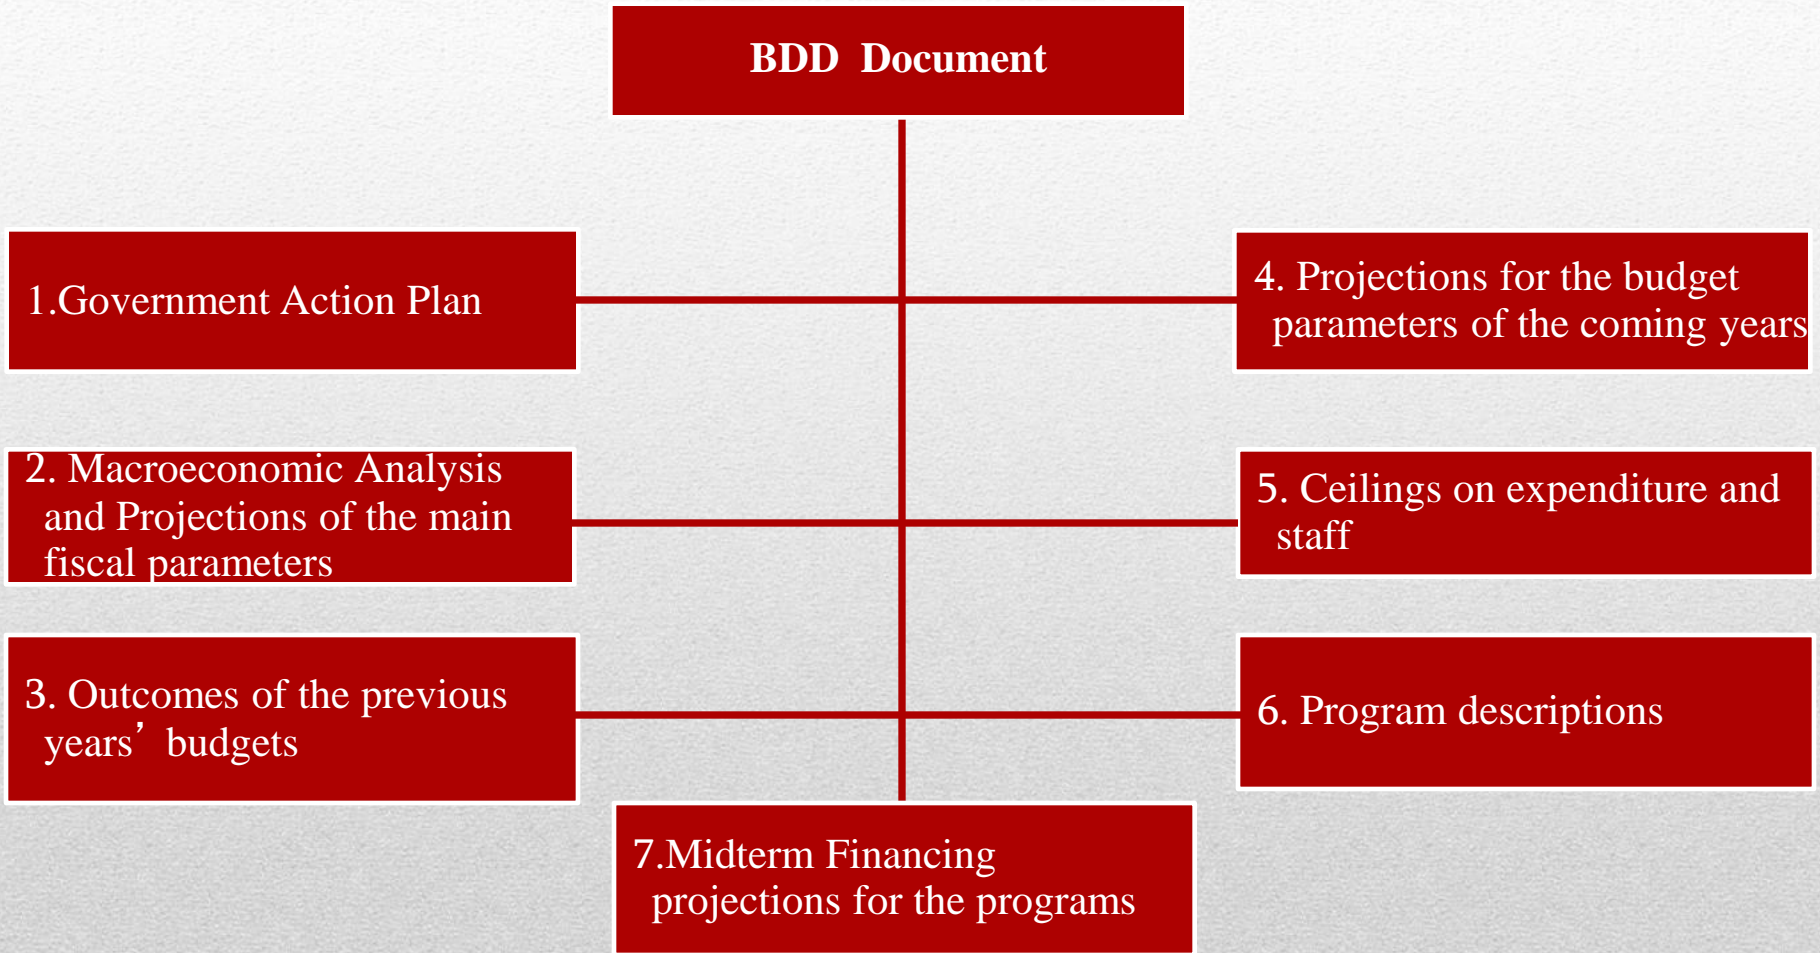 BDD Document
1.Government Action Plan
2. Macroeconomic Analysis
and Projections of the main
fiscal parameters
3. Outcomes of the previous
years’ budgets
4. Projections for the budget
parameters of the coming years
5. Ceilings on expenditure and
staff
6. Program descriptions
7.Midterm Financing
projections for the programs